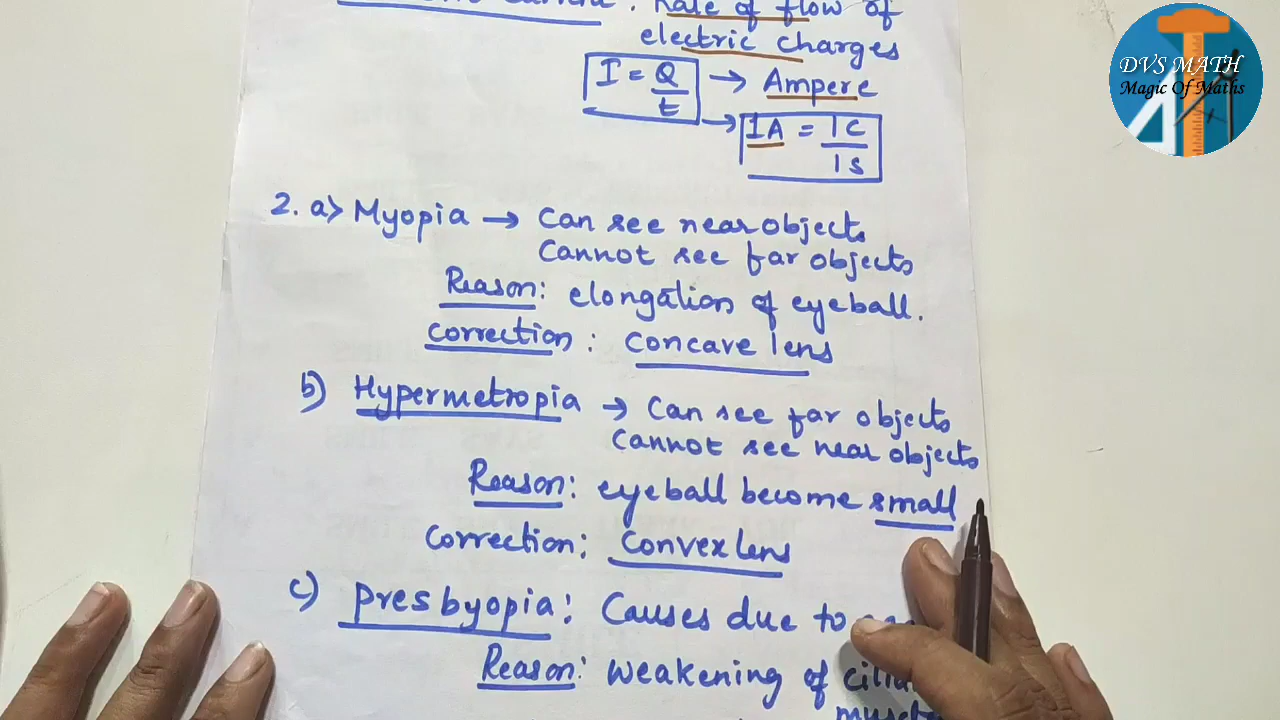 Current : Rate of flow of
electric charges
I = Q/t → Ampere
→ 1A = 1C/1s
2. a) Myopia → Can see near objects
Cannot see far objects
Reason: elongation of eyeball.
correction : concave lens
b) Hypermetropia → Can see far objects
Cannot see near objects
Reason: eyeball become small
Correction: Convex lens
c) Presbyopia: Causes due to
Reason: weakening of
DVS MATH
Magic Of Maths